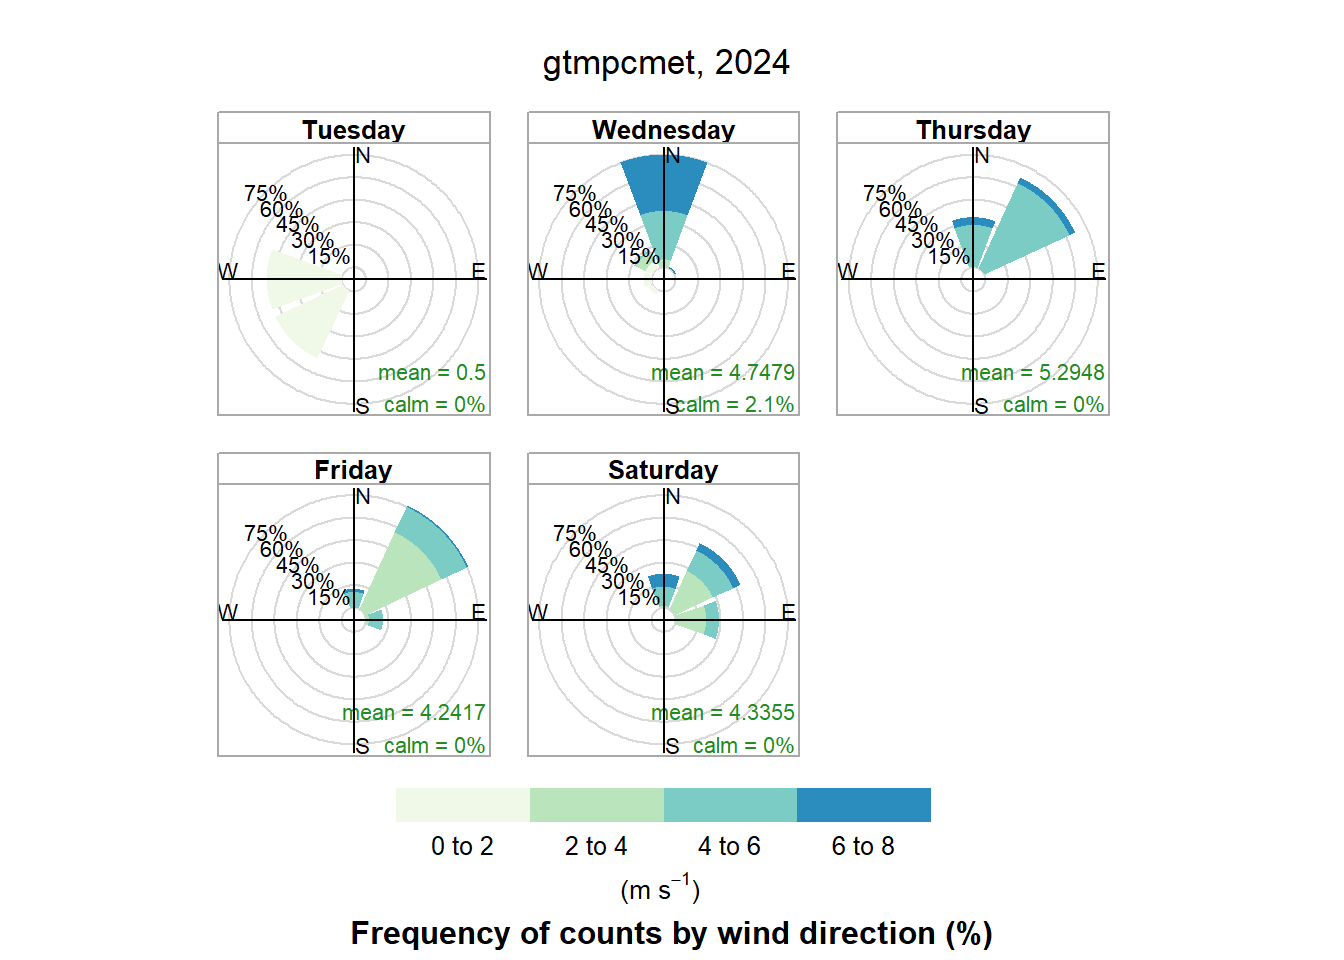 gtmpcmet, 2024
Tuesday
N
75%
60%
45%
30%
15%
W
E
mean = 0.5
S
calm = 0%
Wednesday
N
75%
60%
45%
30%
15%
W
E
mean = 4.7479
S
calm = 2.1%
Thursday
N
75%
60%
45%
30%
15%
W
E
mean = 5.2948
S
calm = 0%
Friday
N
75%
60%
45%
30%
15%
W
E
mean = 4.2417
S
calm = 0%
Saturday
N
75%
60%
45%
30%
15%
W
E
mean = 4.3355
S
calm = 0%
0 to 2
2 to 4
4 to 6
6 to 8
(m s⁻¹)
Frequency of counts by wind direction (%)